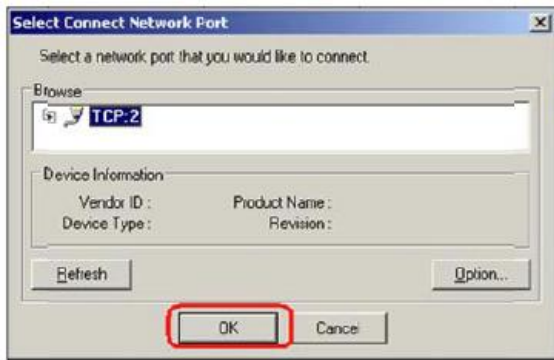 Select Connect Network Port
Select a network port that you would like to connect.
Browse
TCP:2
Device Information
Vendor ID :
Product Name :
Device Type :
Revision :
Refresh
Option...
OK
Cancel